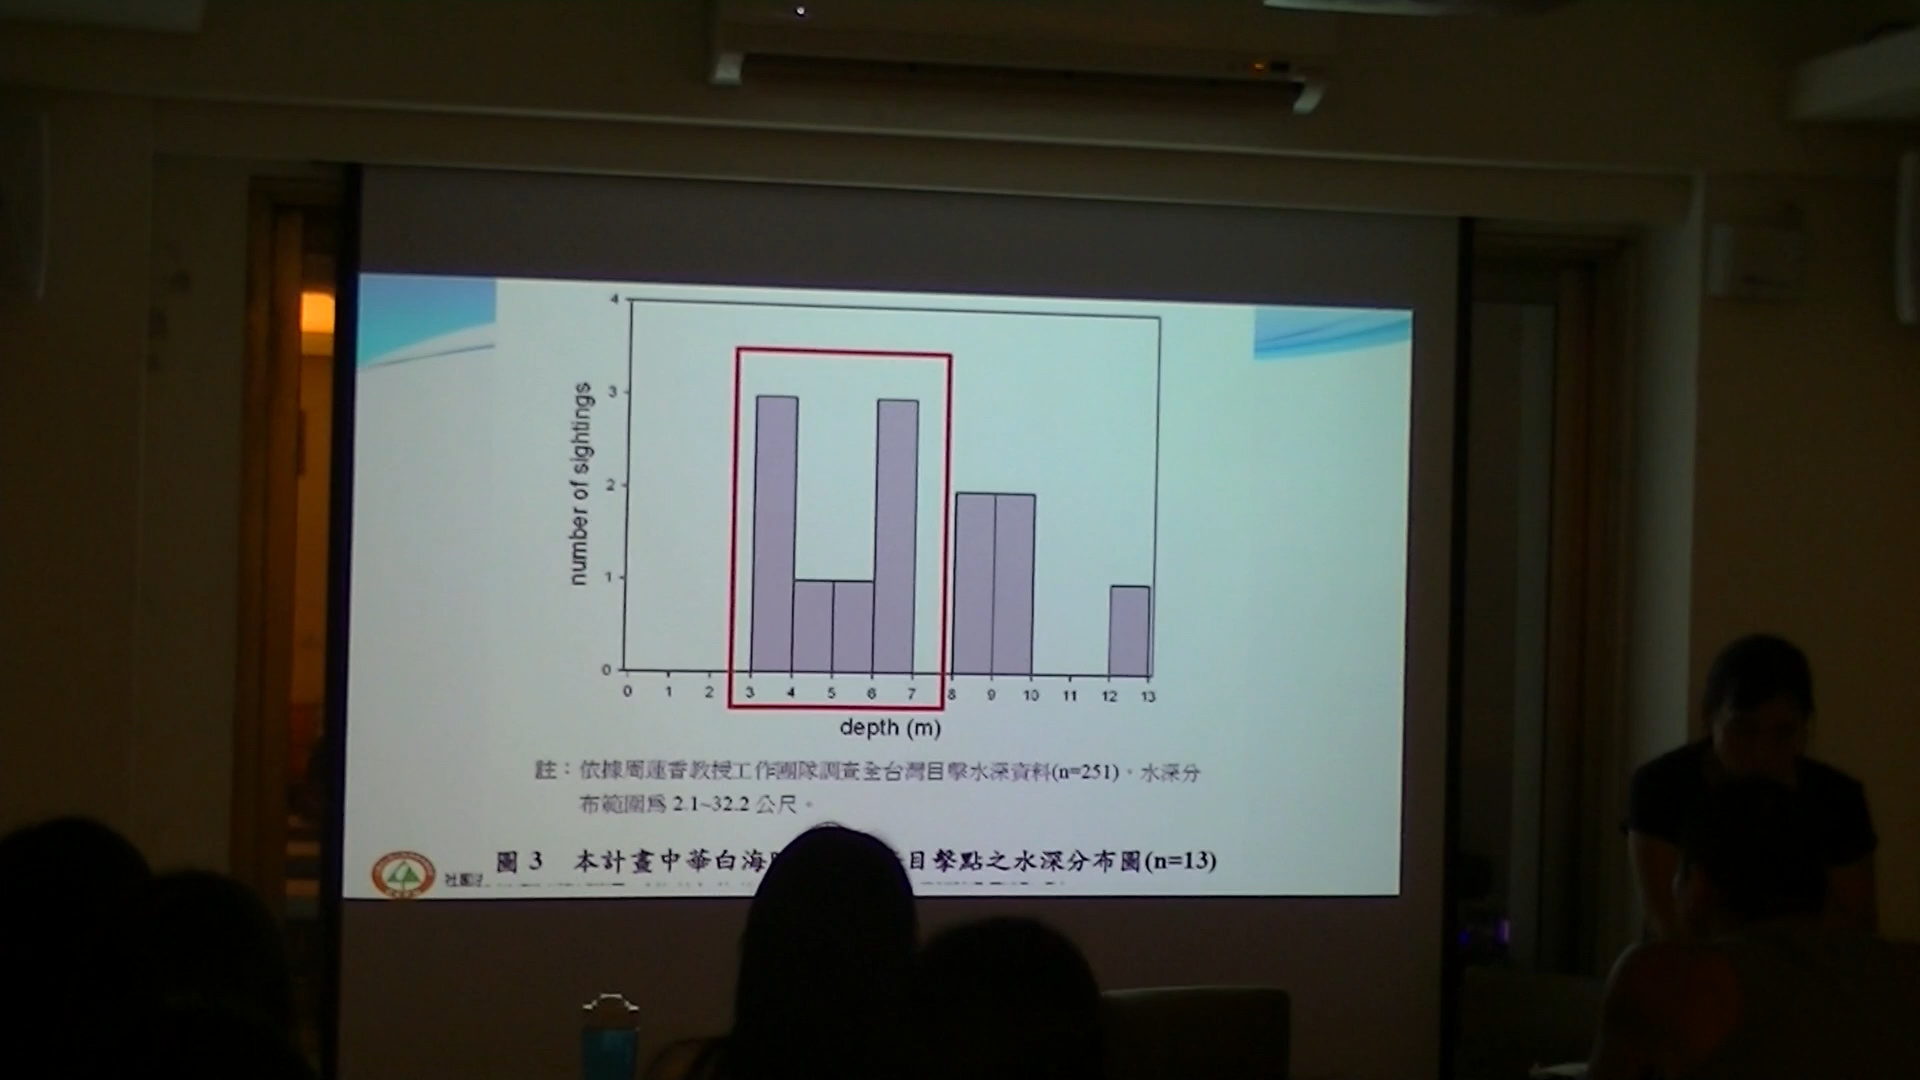 4
3
2
1
0
number of sightings
0 1 2 3 4 5 6 7 8 9 10 11 12 13
depth (m)
註：依據周蓮香教授工作團隊調查全台灣目擊水深資料(n=251)，水深分
布範圍為 2.1~32.2 公尺。
圖 3 本計畫中華白海 目擊點之水深分布圖(n=13)
社團